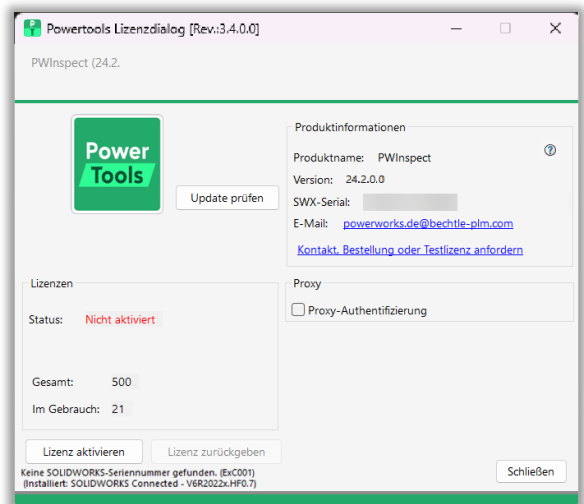 Powertools Lizenzdialog [Rev.:3.4.0.0]
PWInspect (24.2.
Power
Tools
Update prüfen
Produktinformationen
Produktname: PWInspect
Version: 24.2.0.0
SWX-Serial:
E-Mail: powerworks.de@bechtle-plm.com
Kontakt, Bestellung oder Testlizenz anfordern
Lizenzen
Status: Nicht aktiviert
Gesamt: 500
Im Gebrauch: 21
Proxy
Proxy-Authentifizierung
Lizenz aktivieren
Lizenz zurückgeben
Keine SOLIDWORKS-Seriennummer gefunden. (ExC001)
(Installiert: SOLIDWORKS Connected - V6R2022x.HF0.7)
Schließen